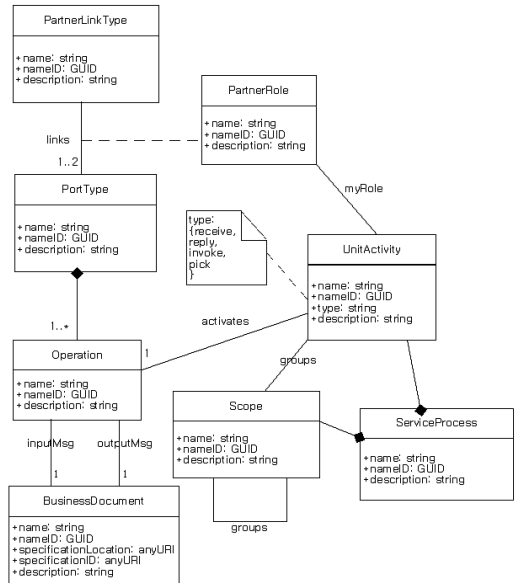 PartnerLinkType
+name: string
+nameID: GUID
+description: string
links
1..2
PartnerRole
+name: string
+nameID: GUID
+description: string
myRole
PortType
+name: string
+nameID: GUID
+description: string
type:
{receive,
reply,
invoke,
pick
}
UnitActivity
+name: string
+nameID: GUID
+type: string
+description: string
1..*
activates
1
Operation
+name: string
+nameID: GUID
+description: string
groups
Scope
+name: string
+nameID: GUID
+description: string
groups
ServiceProcess
+name: string
+nameID: GUID
+description: string
inputMsg
outputMsg
1
1
BusinessDocument
+name: string
+nameID: GUID
+specificationLocation: anyURI
+specificationID: anyURI
+description: string